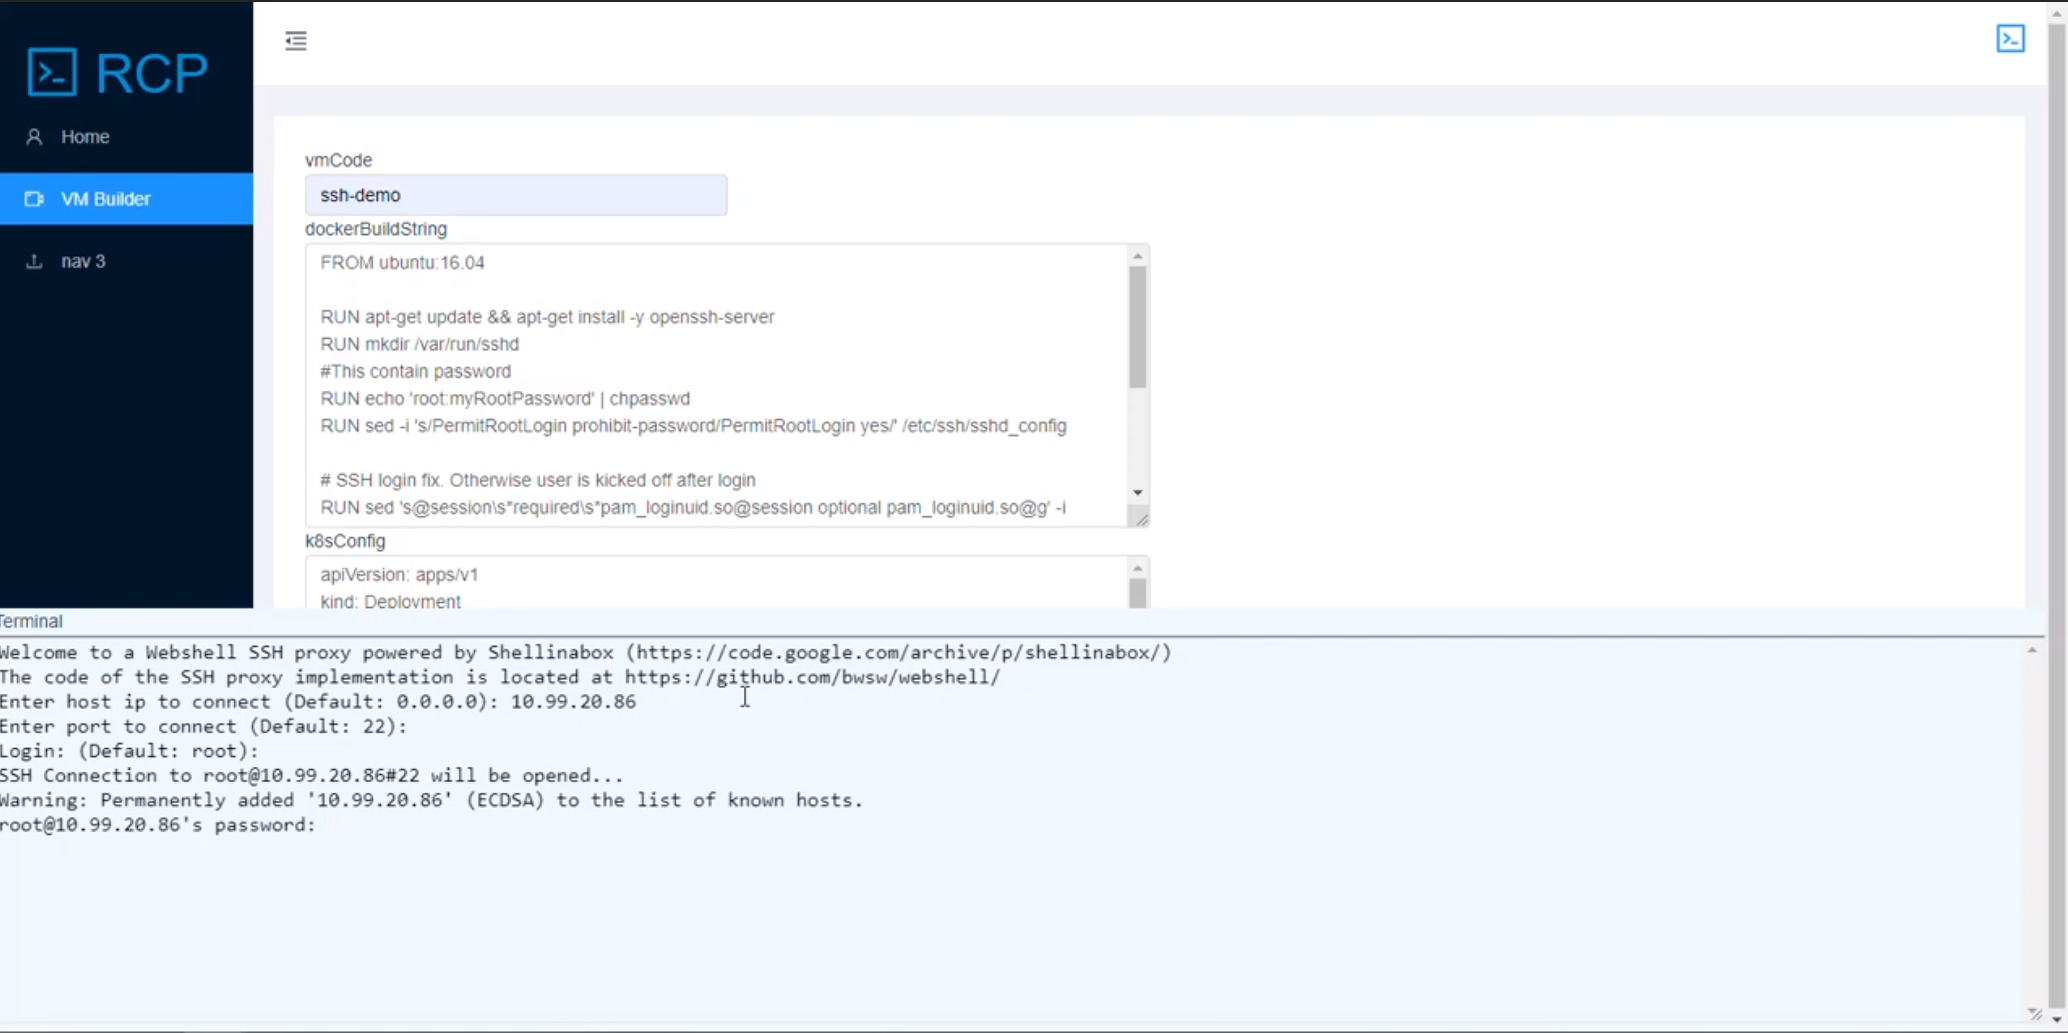 RCP
Home
VM Builder
nav 3
vmCode
ssh-demo
dockerBuildString
FROM ubuntu:16.04
RUN apt-get update && apt-get install -y openssh-server
RUN mkdir /var/run/sshd
#This contain password
RUN echo 'root:myRootPassword' | chpasswd
RUN sed -i 's/PermitRootLogin prohibit-password/PermitRootLogin yes/' /etc/ssh/sshd_config
# SSH login fix. Otherwise user is kicked off after login
RUN sed 's@session\s*required\s*pam_loginuid.so@session optional pam_loginuid.so@g' -i
k8sConfig
apiVersion: apps/v1
kind: Deployment
Terminal
Welcome to a Webshell SSH proxy powered by Shellinabox (https://code.google.com/archive/p/shellinabox/)
The code of the SSH proxy implementation is located at https://github.com/bwsw/webshell/
Enter host ip to connect (Default: 0.0.0.0): 10.99.20.86
Enter port to connect (Default: 22):
Login: (Default: root):
SSH Connection to root@10.99.20.86#22 will be opened...
Warning: Permanently added '10.99.20.86' (ECDSA) to the list of known hosts.
root@10.99.20.86's password: